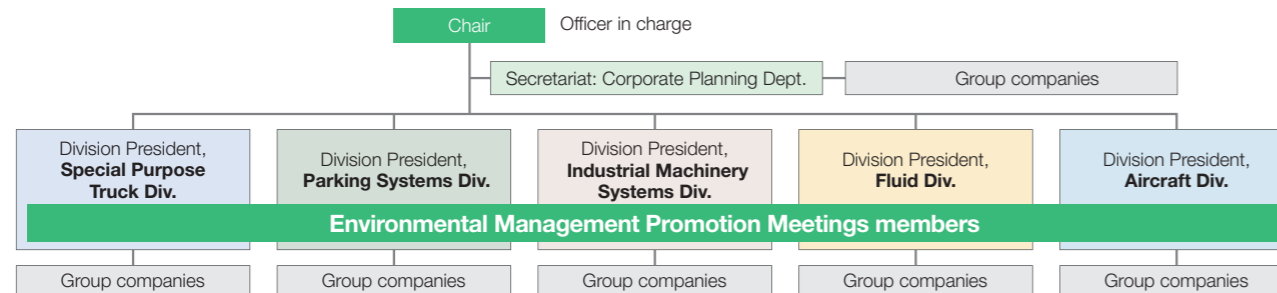 Chair
Officer in charge
Secretariat: Corporate Planning Dept.
Group companies
Division President,
Special Purpose
Truck Div.
Division President,
Parking Systems Div.
Division President,
Industrial Machinery
Systems Div.
Division President,
Fluid Div.
Division President,
Aircraft Div.
Environmental Management Promotion Meetings members
Group companies
Group companies
Group companies
Group companies
Group companies